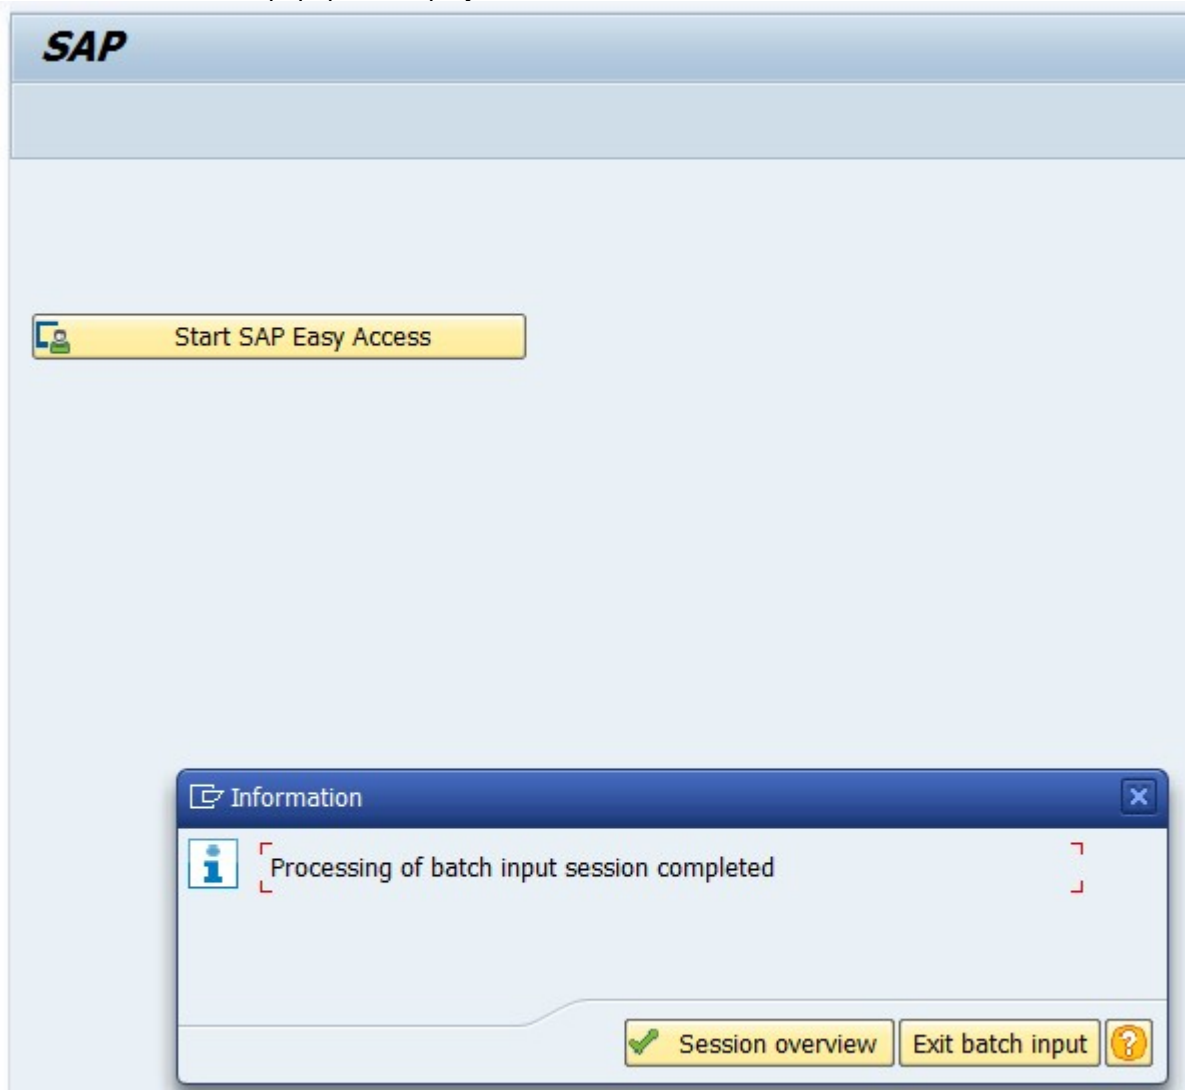 SAP
Start SAP Easy Access
Information
Processing of batch input session completed
Session overview Exit batch input